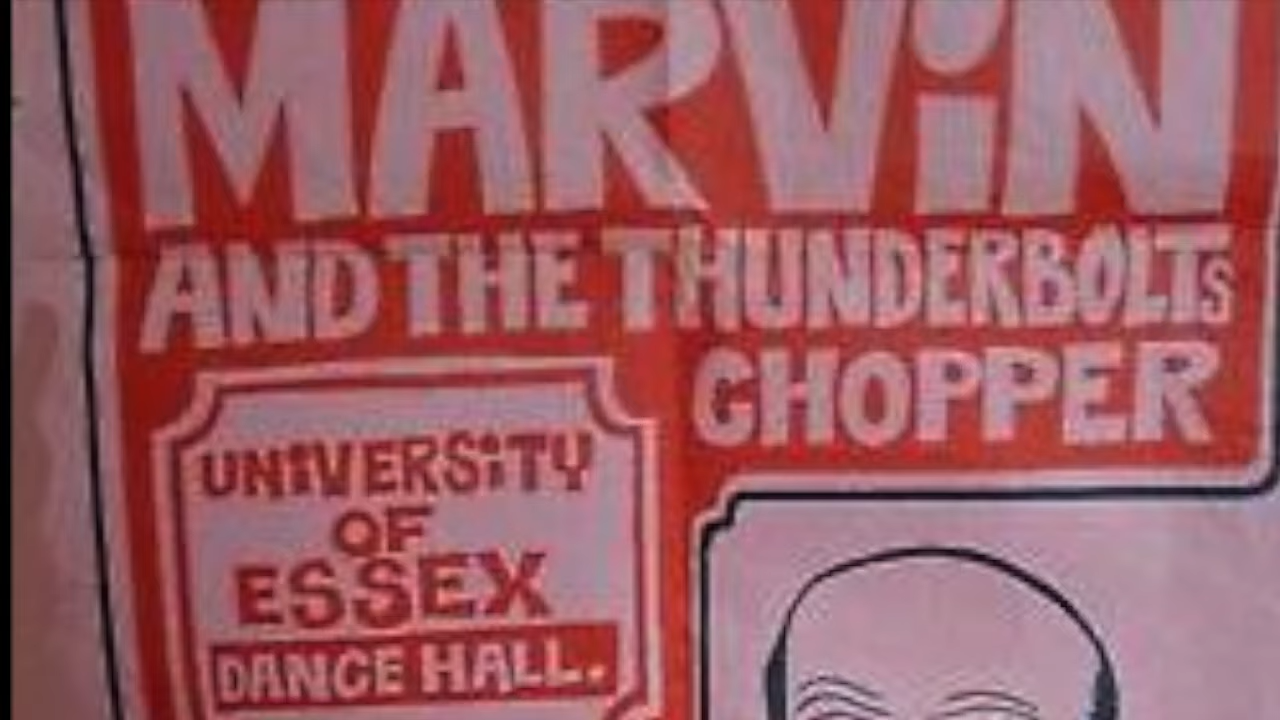 MARViN
AND THE THUNDERBOLTs
CHOPPER
UNIVERSiTY
OF
ESSEX
DANCE HALL.